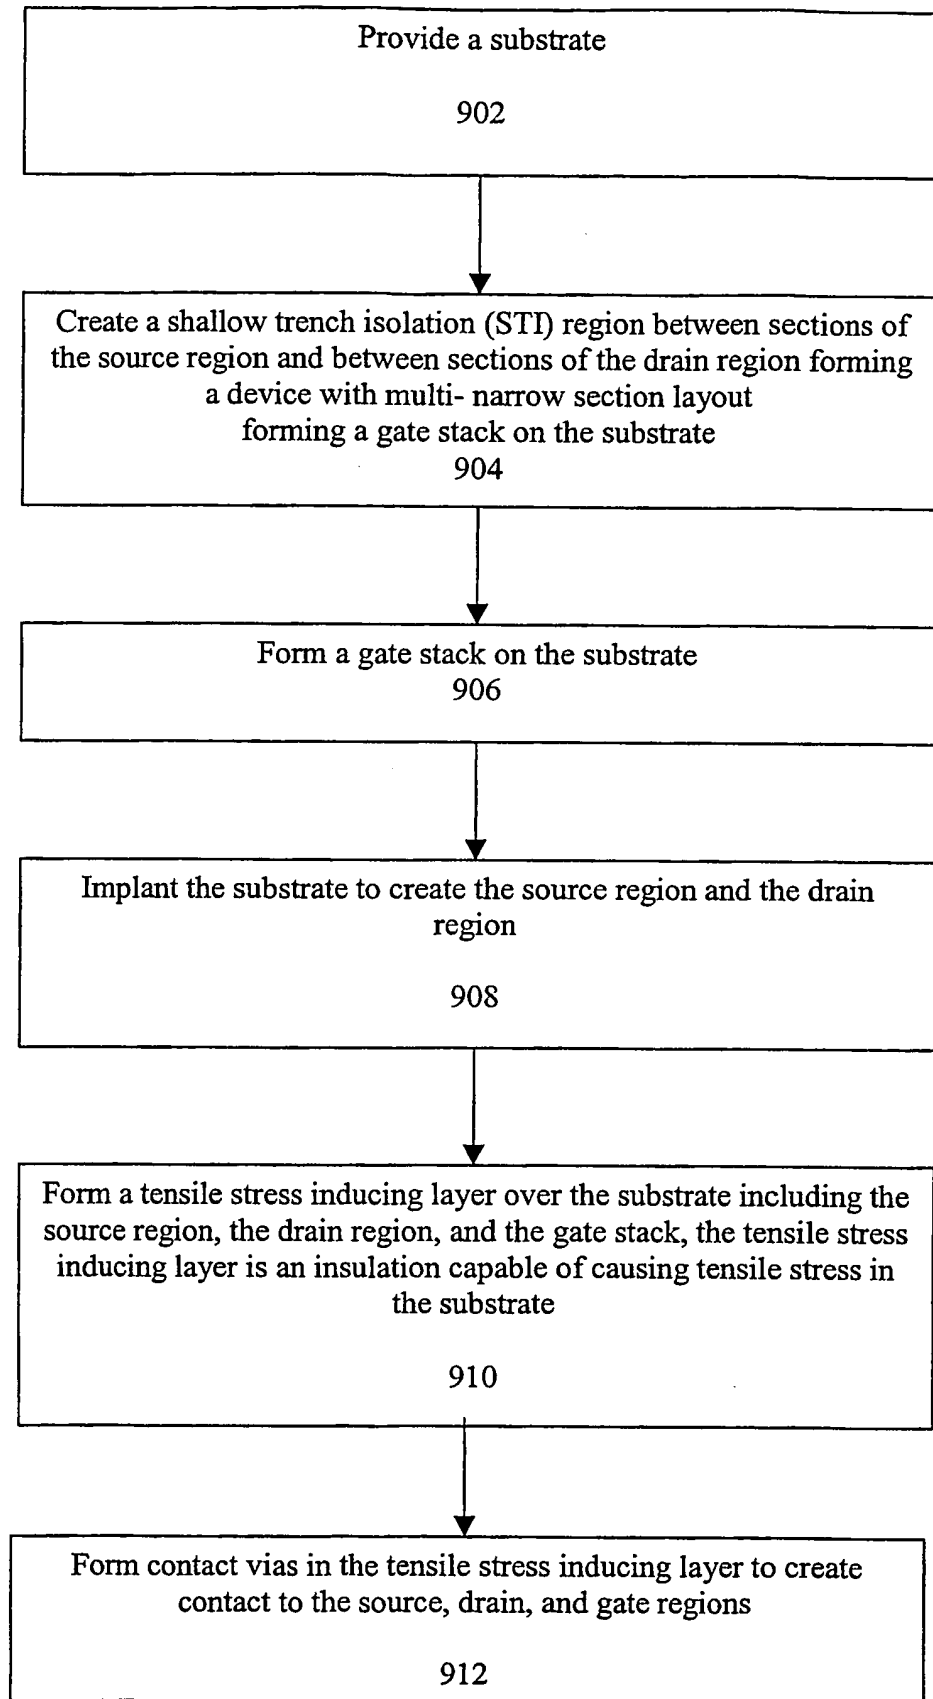 Provide a substrate
902
Create a shallow trench isolation (STI) region between sections of
the source region and between sections of the drain region forming
a device with multi- narrow section layout
forming a gate stack on the substrate
904
Form a gate stack on the substrate
906
Implant the substrate to create the source region and the drain
region
908
Form a tensile stress inducing layer over the substrate including the
source region, the drain region, and the gate stack, the tensile stress
inducing layer is an insulation capable of causing tensile stress in
the substrate
910
Form contact vias in the tensile stress inducing layer to create
contact to the source, drain, and gate regions
912